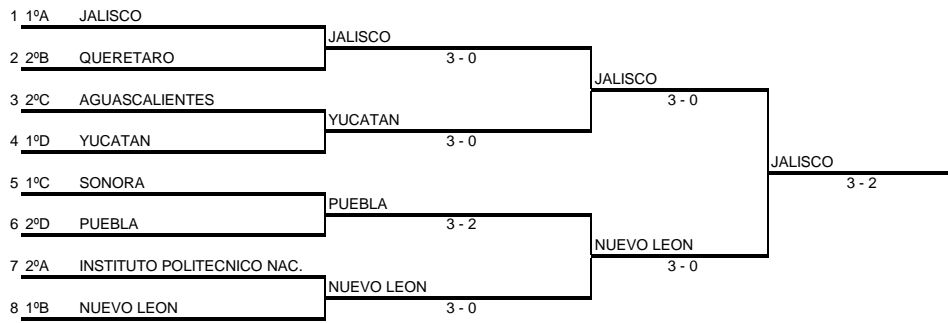 1 1ºA JALISCO
JALISCO
2 2ºB QUERETARO 3 - 0
JALISCO
3 2ºC AGUASCALIENTES 3 - 0
YUCATAN
4 1ºD YUCATAN 3 - 0
JALISCO
5 1ºC SONORA 3 - 2
PUEBLA
6 2ºD PUEBLA 3 - 2
NUEVO LEON
7 2ºA INSTITUTO POLITECNICO NAC. 3 - 0
NUEVO LEON
8 1ºB NUEVO LEON 3 - 0